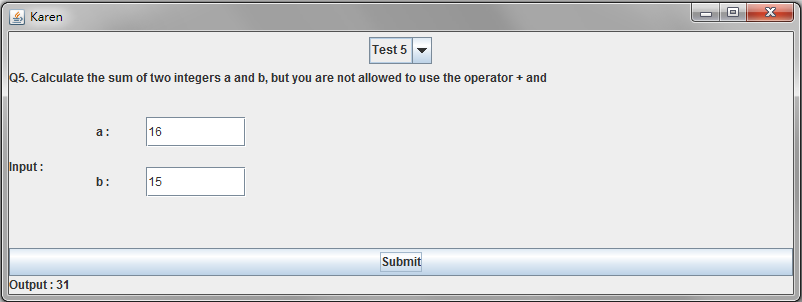 Karen
Test 5
Q5. Calculate the sum of two integers a and b, but you are not allowed to use the operator + and
a : 16
Input :
b : 15
Submit
Output : 31